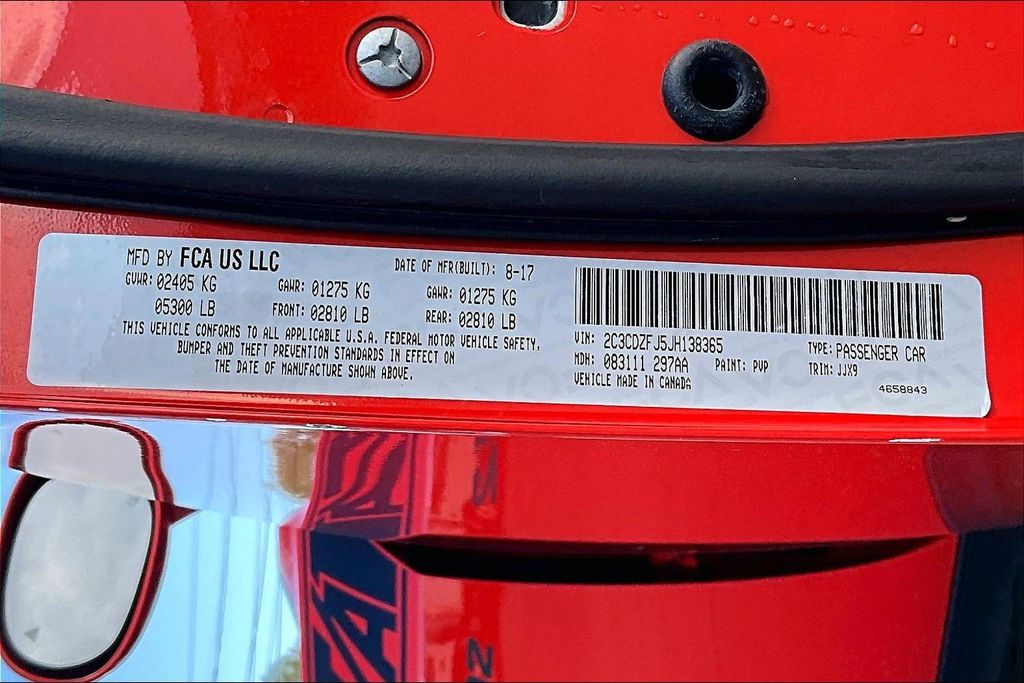 MFD BY FCA US LLC
DATE OF MFR(BUILT): 8-17
GVWR: 02405 KG GAWR: 01275 KG GAWR: 01275 KG
05300 LB FRONT: 02810 LB REAR: 02810 LB
THIS VEHICLE CONFORMS TO ALL APPLICABLE U.S.A. FEDERAL MOTOR VEHICLE SAFETY,
BUMPER AND THEFT PREVENTION STANDARDS IN EFFECT ON
THE DATE OF MANUFACTURE SHOWN ABOVE.
VIN: 2C3CDZFJ5JH138365 TYPE: PASSENGER CAR
MDH: 083111 297AA PAINT: PVP TRIM: JJX9
VEHICLE MADE IN CANADA
4658843